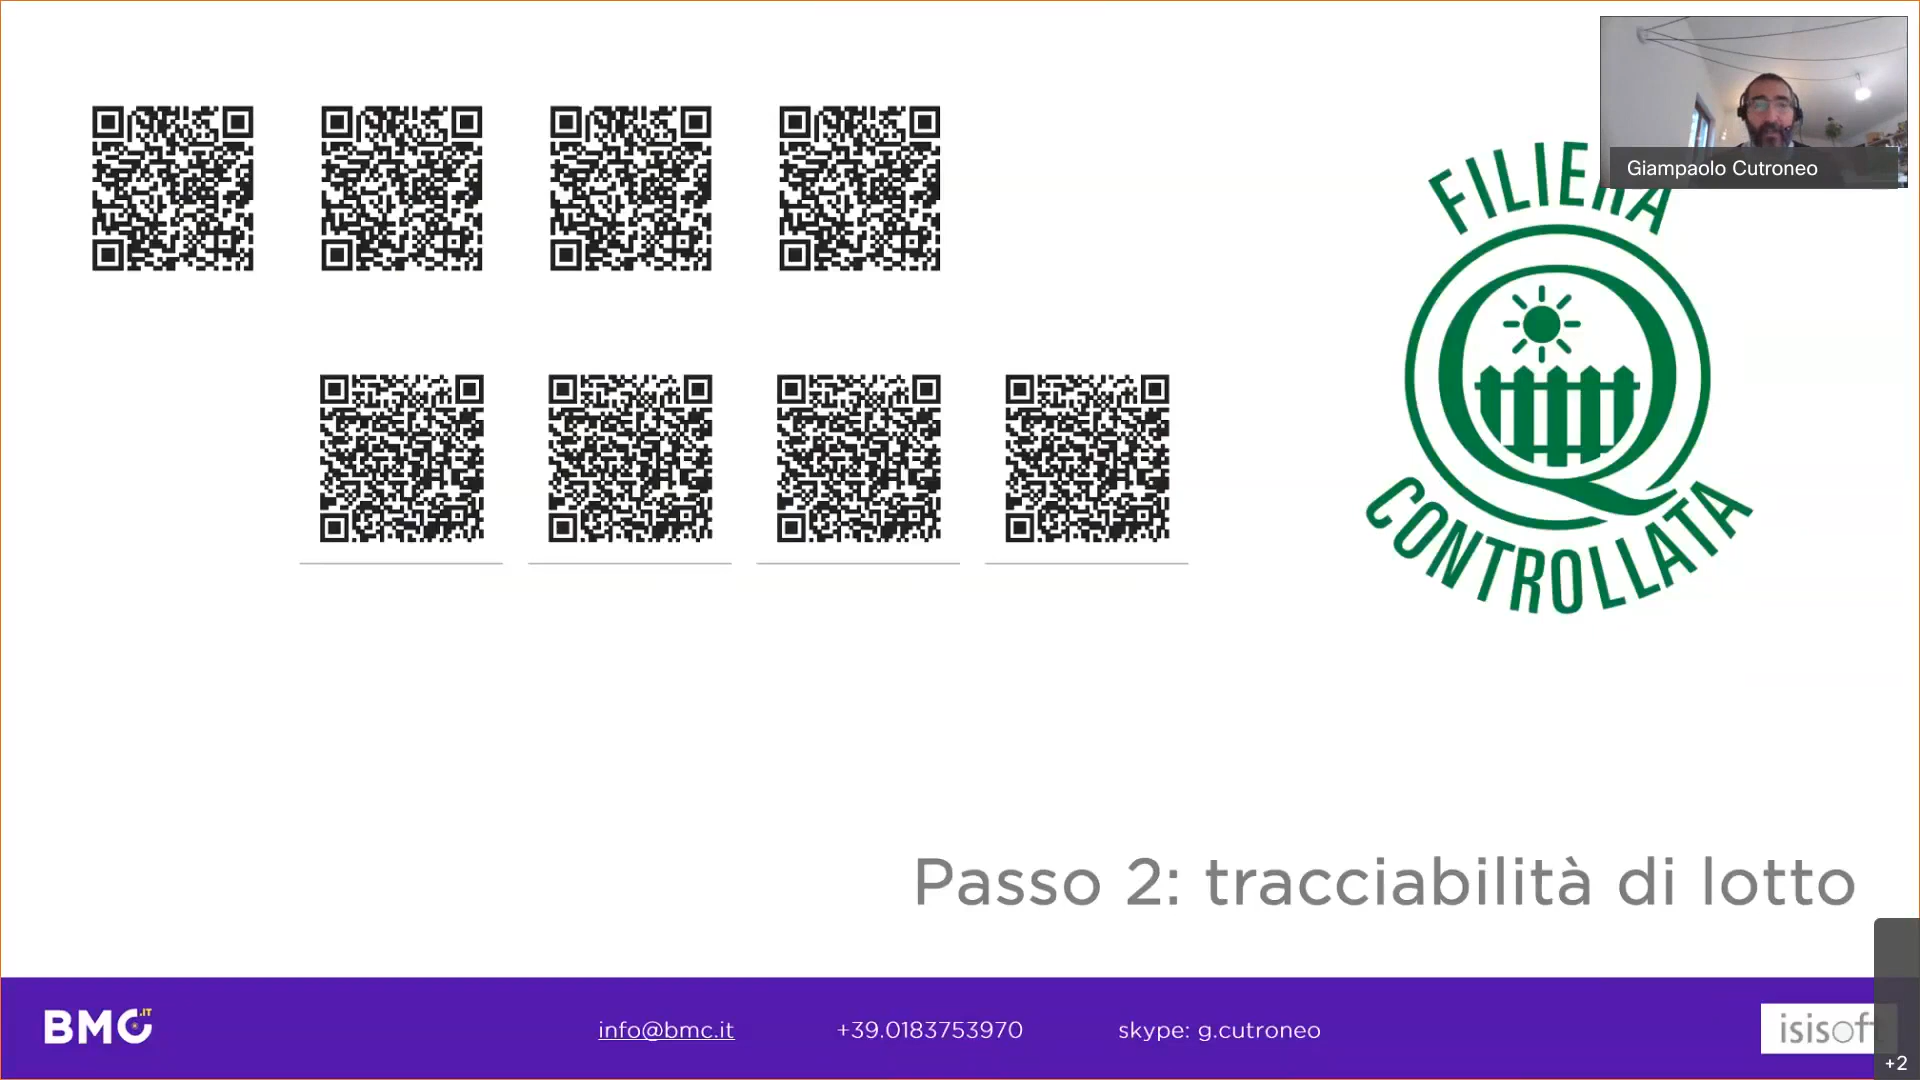 Giampaolo Cutroneo
FILIERA
CONTROLLATA
Passo 2: tracciabilità di lotto
BMC.IT
info@bmc.it
+39.0183753970
skype: g.cutroneo
isisoft
+2